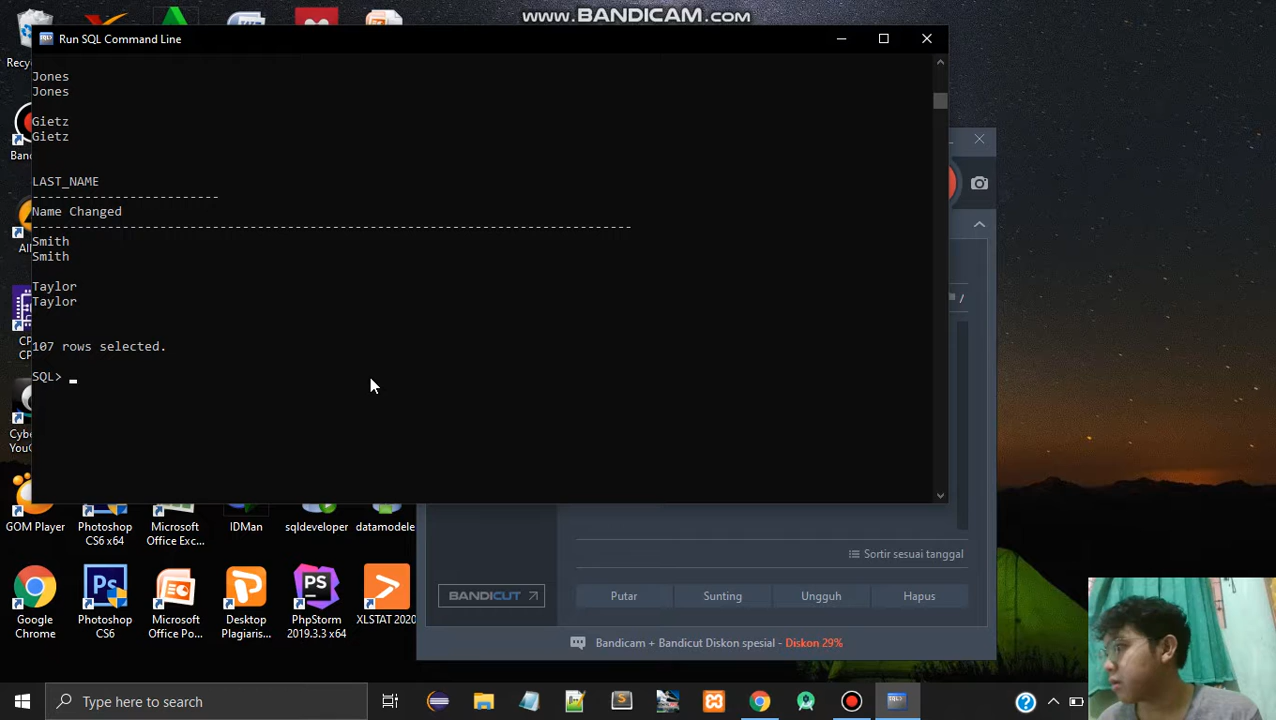 www.BANDICAM.com
Run SQL Command Line
Jones
Jones
Gietz
Gietz
LAST_NAME
-------------------------
Name Changed
--------------------------------------------------------------------------------
Smith
Smith
Taylor
Taylor
107 rows selected.
SQL>
/
Sortir sesuai tanggal
BANDICUT
Putar
Sunting
Ungguh
Hapus
Bandicam + Bandicut Diskon spesial - Diskon 29%
GOM Player
Photoshop CS6 x64
Microsoft Office Exc...
IDMan
sqldeveloper
datamodele
Google Chrome
Photoshop CS6
Microsoft Office Po...
Desktop Plagiaris...
PhpStorm 2019.3.3 x64
XLSTAT 2020
Type here to search